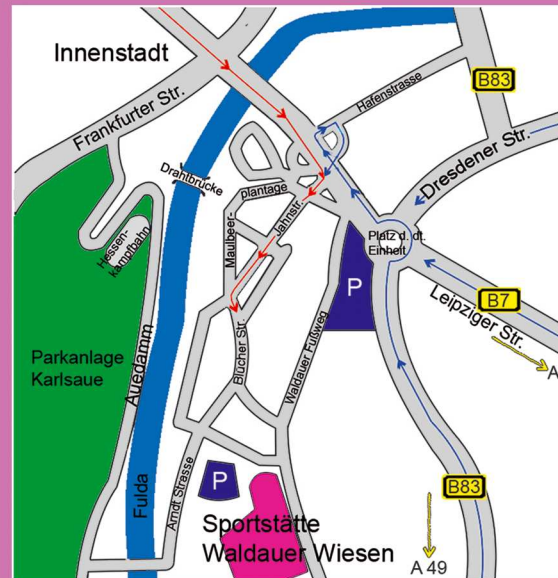 Innenstadt
B83
Frankfurter Str.
Hafenstrasse
Dresdener Str.
Drahtbrücke
plantage
Maulbeer-
Jahnstr.
Hessen-
kampfbahn
Platz d. dt.
Einheit
P
B7
Leipziger Str.
A
Parkanlage
Karlsaue
Auedamm
Blücher Str.
Waldauer Fußweg
B83
P
Arndt Strasse
Fulda
Sportstätte
Waldauer Wiesen
A 49